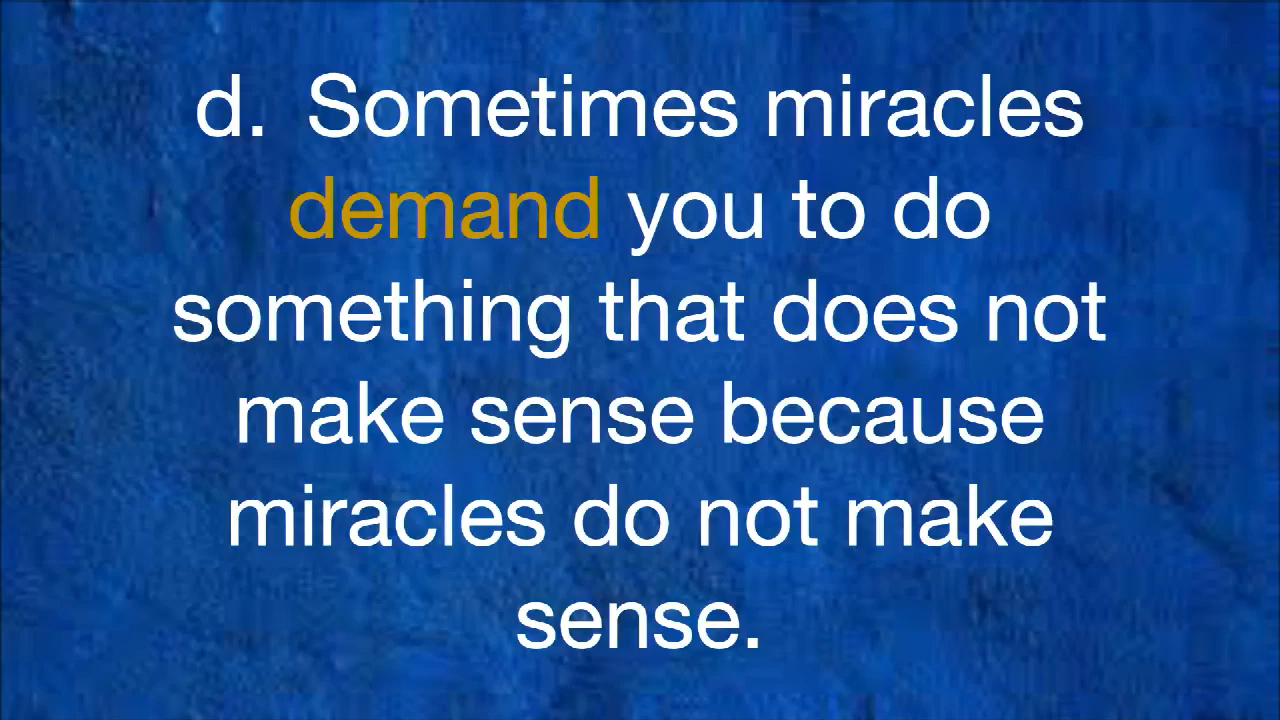 d. Sometimes miracles
demand you to do
something that does not
make sense because
miracles do not make
sense.